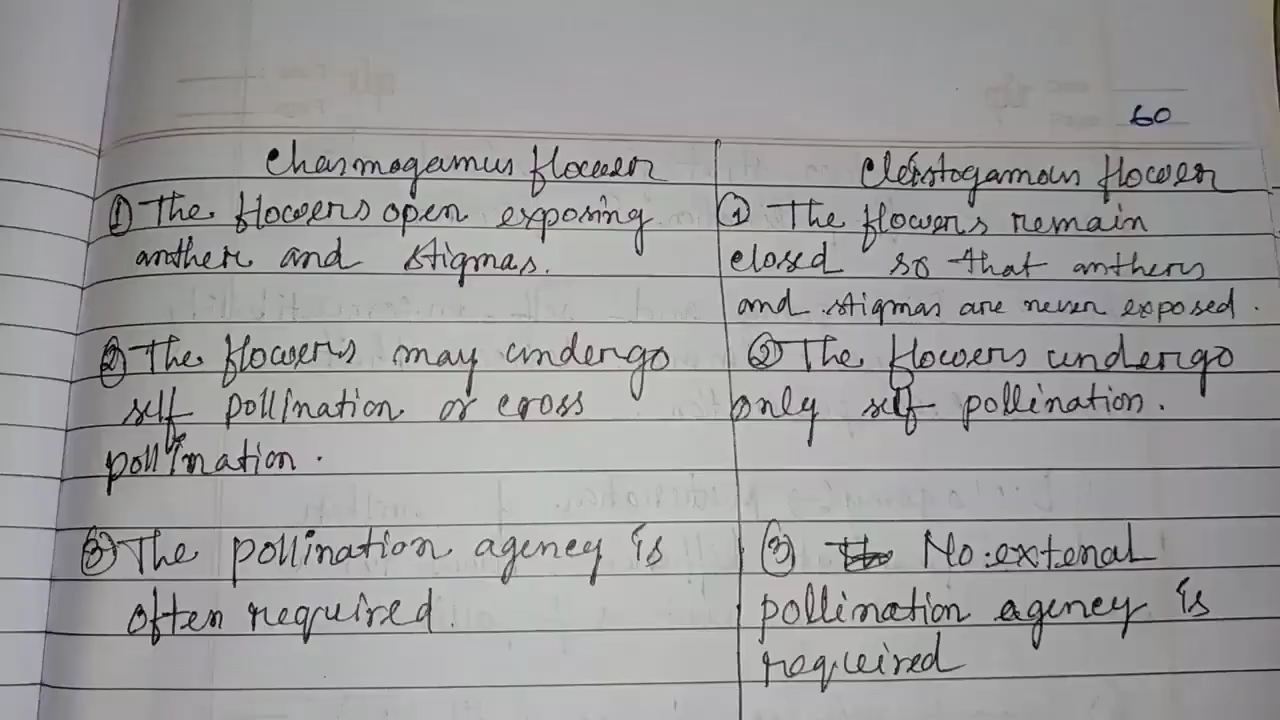 60
Chasmogamus flower
① The flowers open exposing
anther and stigmas.
② The flowers may undergo
self pollination or cross
pollination.
③ The pollination agency is
often required.
Cleistogamous flower
① The flowers remain
closed so that anthers
and stigmas are never exposed.
② The flowers undergo
only self pollination.
③ No extenal
pollination agency is
required